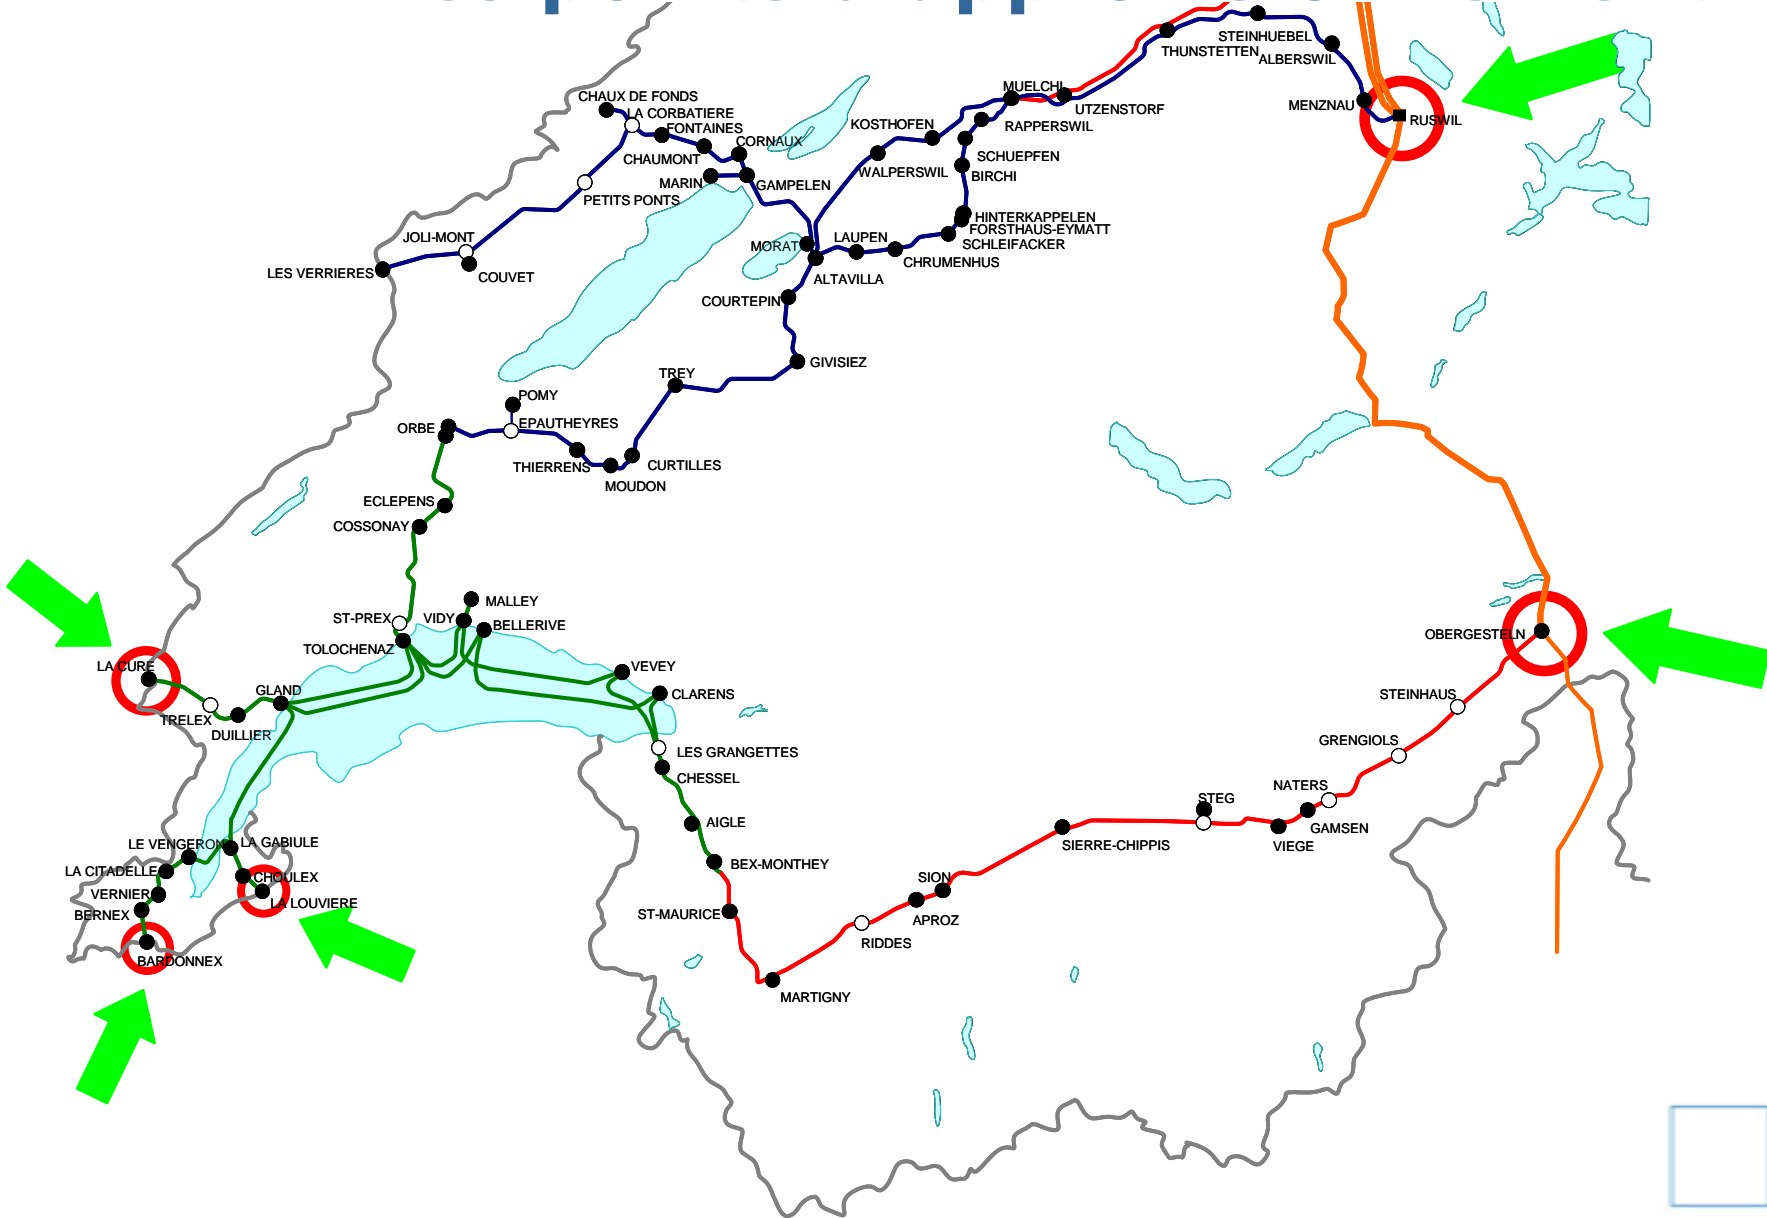 STEINHUEBEL
THUNSTETTEN
ALBERSWIL
MUELCHI
CHAUX DE FONDS
UTZENSTORF
MENZNAU
RUSWIL
LA CORBATIERE
KOSTHOFEN
RAPPERSWIL
FONTAINES
CORNAUX
CHAUMONT
SCHUEPFEN
WALPERSWIL
BIRCHI
MARIN
GAMPELEN
PETITS PONTS
HINTERKAPPELEN
FORSTHAUS-EYMATT
JOLI-MONT
MORAT
LAUPEN
SCHLEIFACKER
CHRUMENHUS
LES VERRIERES
COUVET
ALTAVILLA
COURTEPIN
GIVISIEZ
TREY
POMY
ORBE
EPAUTHEYRES
THIERRENS
CURTILLES
MOUDON
ECLEPENS
COSSONAY
MALLEY
ST-PREX
VIDY
BELLERIVE
OBERGESTELN
TOLOCHENAZ
LA CURE
VEVEY
GLAND
CLARENS
STEINHAUS
TRELEX
DUILLIER
GRENGIOLS
LES GRANGETTES
CHESSEL
NATERS
STEG
AIGLE
GAMSEN
LE VENGERON
LA GABIULE
SIERRE-CHIPPIS
VIEGE
BEX-MONTHEY
LA CITADELLE
CHOULEX
SION
VERNIER
LA LOUVIERE
BERNEX
ST-MAURICE
APROZ
RIDDES
BARDONNEX
MARTIGNY